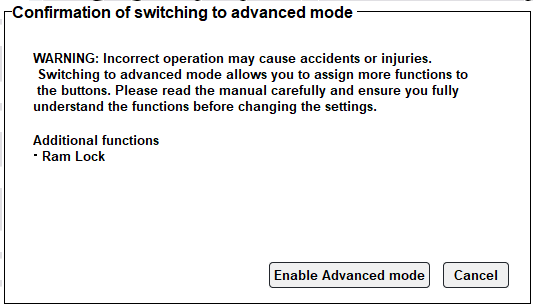 Confirmation of switching to advanced mode
WARNING: Incorrect operation may cause accidents or injuries.
Switching to advanced mode allows you to assign more functions to
the buttons. Please read the manual carefully and ensure you fully
understand the functions before changing the settings.
Additional functions
· Ram Lock
Enable Advanced mode
Cancel